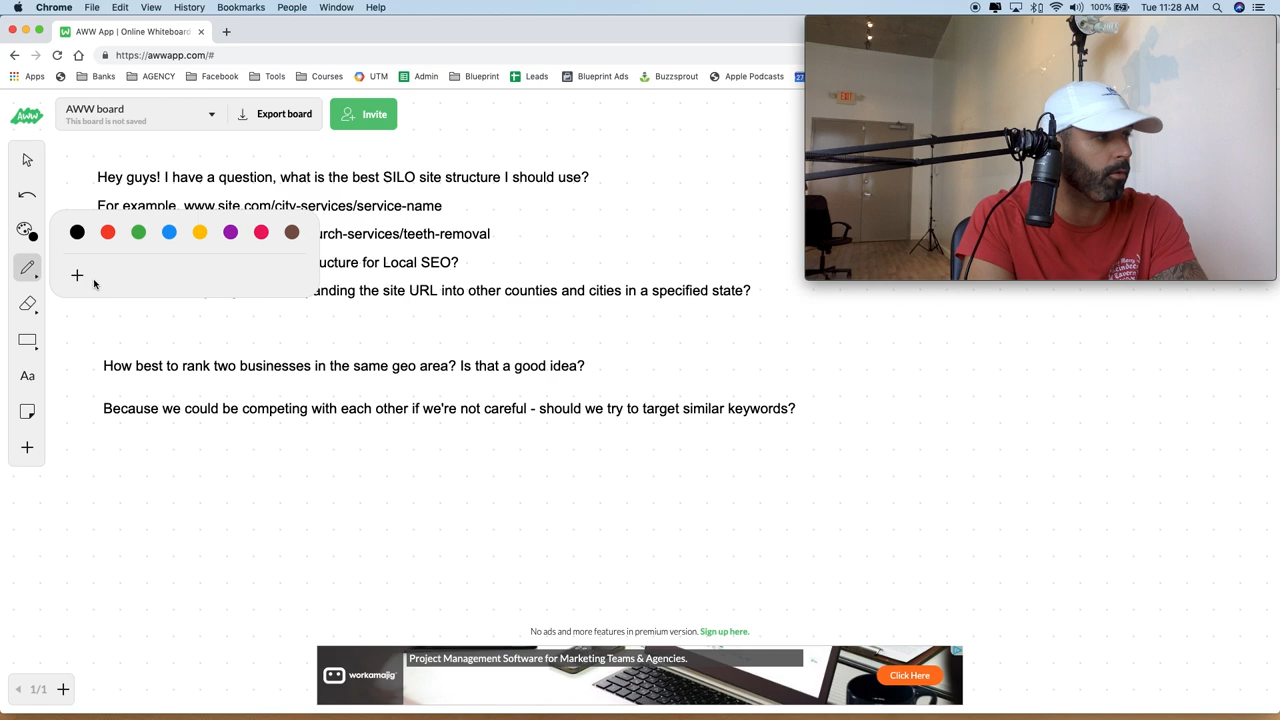 Chrome File Edit View History Bookmarks People Window Help 100% Tue 11:28 AM
AWW App | Online Whiteboard
https://awwapp.com/#
Apps Banks AGENCY Facebook Tools Courses UTM Admin Blueprint Leads Blueprint Ads Buzzsprout Apple Podcasts 27
EXIT
AWW
AWW board
This board is not saved
Export board
Invite
Hey guys! I have a question, what is the best SILO site structure I should use?
For example, www.site.com/city-services/service-name
urch-services/teeth-removal
ucture for Local SEO?
anding the site URL into other counties and cities in a specified state?
How best to rank two businesses in the same geo area? Is that a good idea?
Because we could be competing with each other if we're not careful - should we try to target similar keywords?
Aa
No ads and more features in premium version. Sign up here.
Project Management Software for Marketing Teams & Agencies.
workamajig
Click Here
1/1